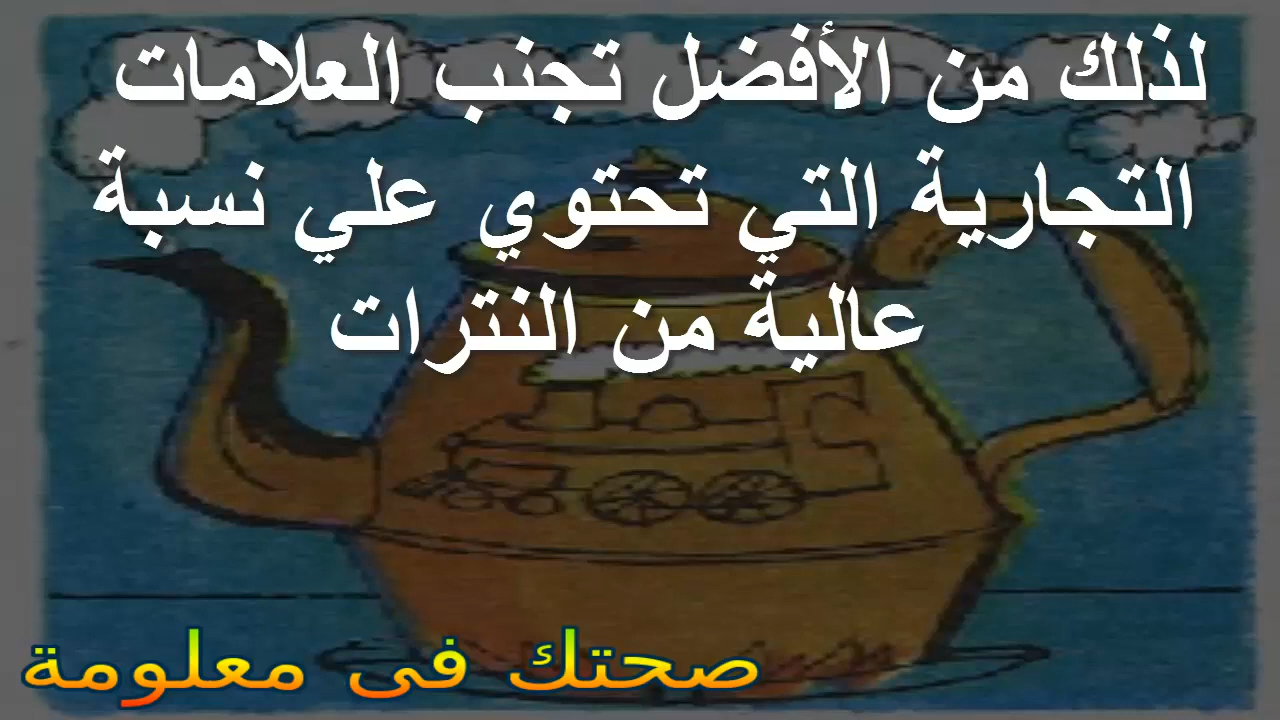 لذلك من الأفضل تجنب العلامات
التجارية التي تحتوي علي نسبة
عالية من النترات
صحتك فى معلومة